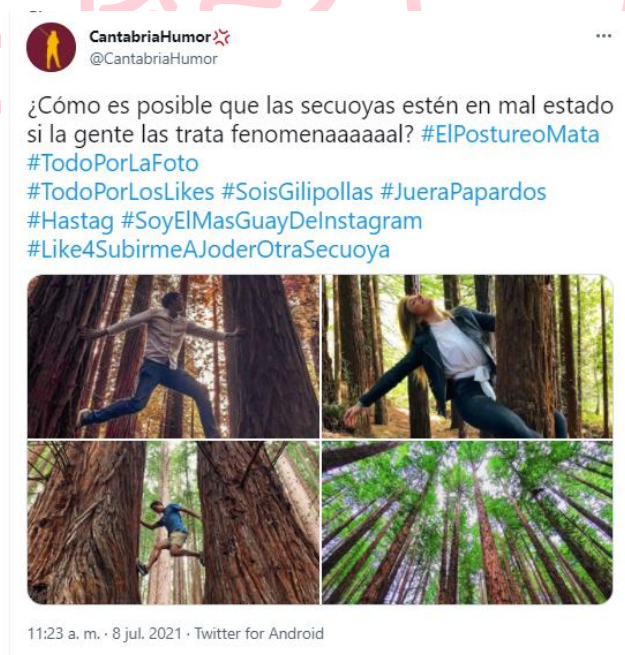 CantabriaHumor
@CantabriaHumor
¿Cómo es posible que las secuoyas estén en mal estado
si la gente las trata fenomenaaaaaal? #ElPostureoMata
#TodoPorLaFoto
#TodoPorLosLikes #SoisGilipollas #JueraPapardos
#Hastag #SoyElMasGuayDeInstagram
#Like4SubirmeAJoderOtraSecuoya
11:23 a. m. · 8 jul. 2021 · Twitter for Android